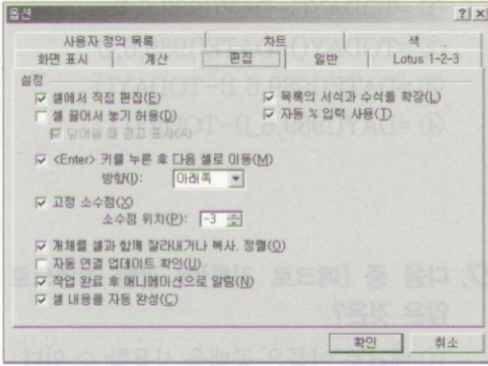 옵션
사용자 정의 목록 차트 색
화면 표시 계산 편집 일반 Lotus 1-2-3
설정
셀에서 직접 편집(E)
목록의 서식과 수식을 확장(L)
셀 끌어서 놓기 허용(D)
자동 % 입력 사용(T)
덮어쓸 때 경고 표시(A)
<Enter> 키를 누른 후 다음 셀로 이동(M)
방향(I): 아래쪽
고정 소수점(X)
소수점 위치(P): -3
개체를 셀과 함께 잘라내거나 복사, 정렬(O)
자동 연결 업데이트 확인(U)
작업 완료 후 애니메이션으로 알림(N)
셀 내용을 자동 완성(C)
확인 취소